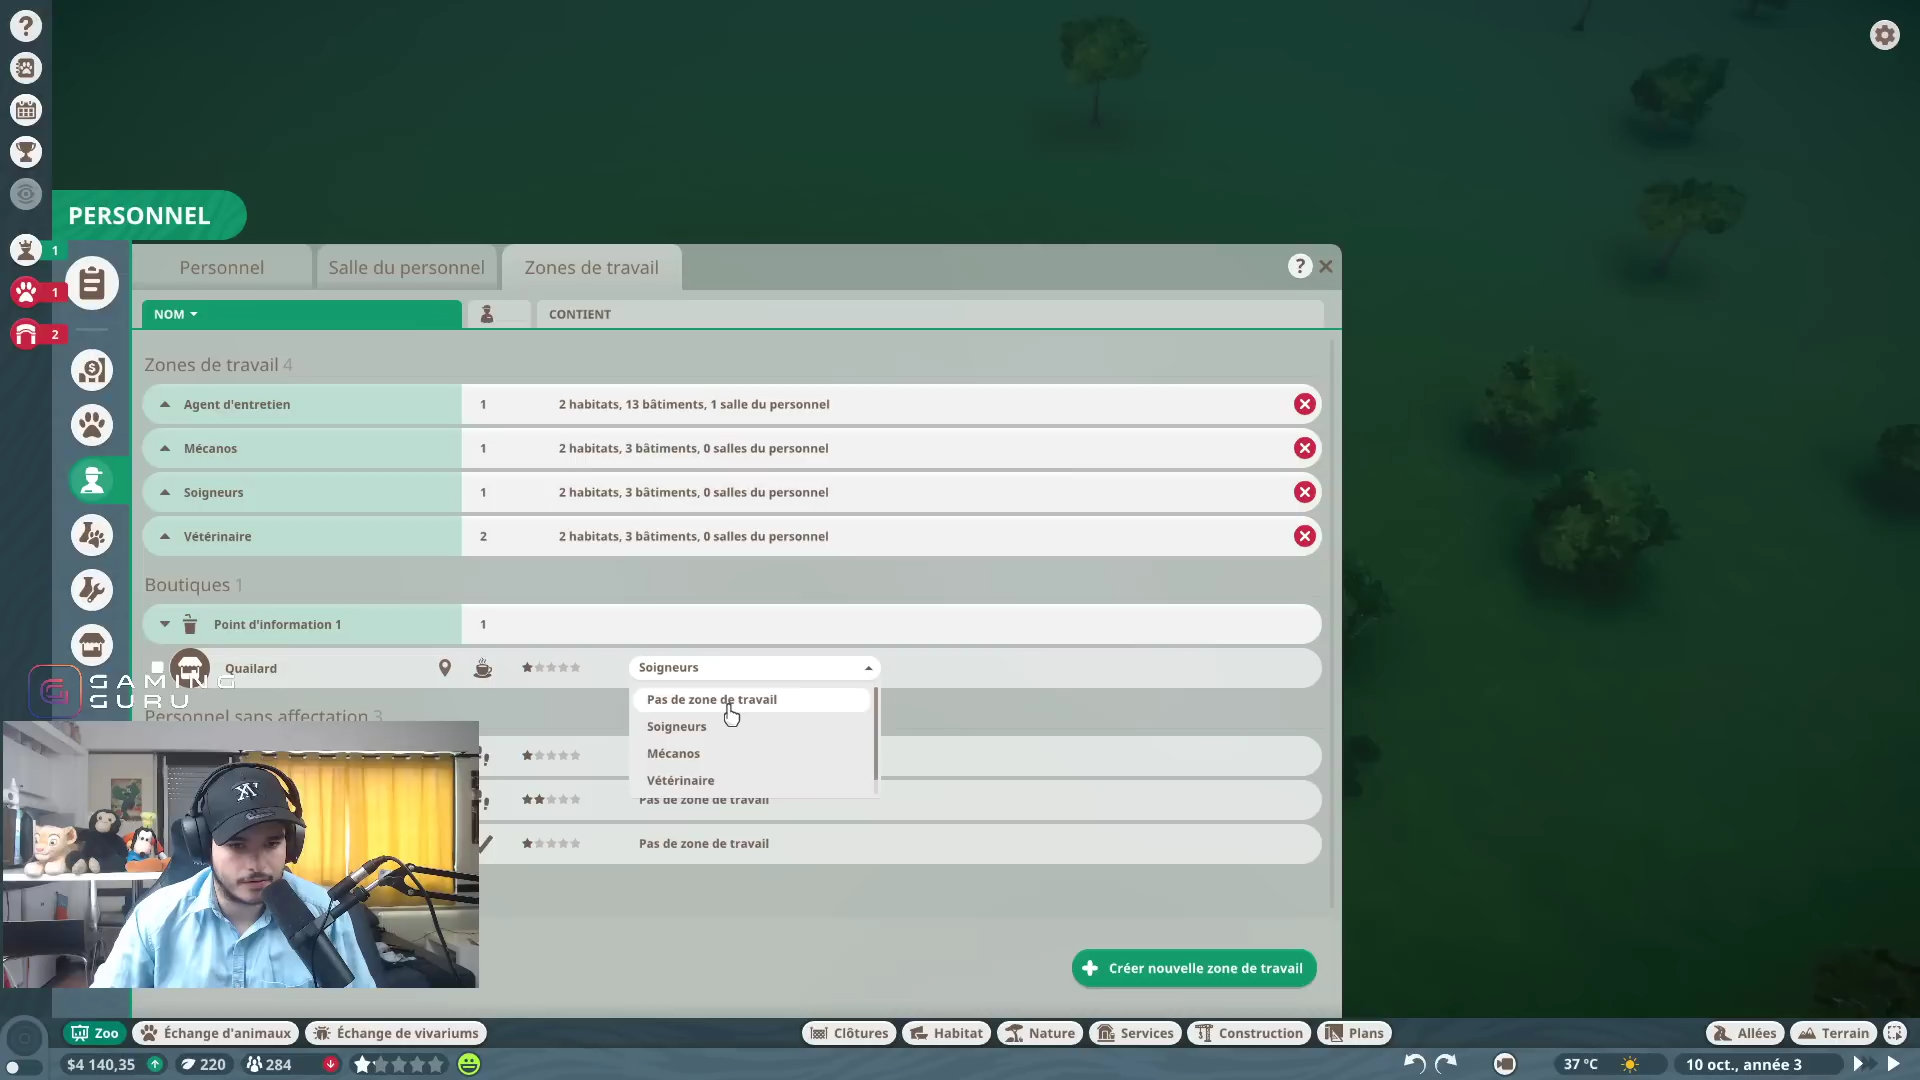 PERSONNEL
1
1
2
Personnel
Salle du personnel
Zones de travail
?
?
NOM
CONTIENT
Zones de travail 4
Agent d'entretien 1 2 habitats, 13 bâtiments, 1 salle du personnel
Mécanos 1 2 habitats, 3 bâtiments, 0 salles du personnel
Soigneurs 1 2 habitats, 3 bâtiments, 0 salles du personnel
Vétérinaire 2 2 habitats, 3 bâtiments, 0 salles du personnel
Boutiques 1
Point d'information 1 1
Quailard Soigneurs
Pas de zone de travail
Soigneurs
Mécanos
Vétérinaire
GAMING
GURU
Personnel sans affectation 3
Pas de zone de travail
Pas de zone de travail
Créer nouvelle zone de travail
Zoo Échange d'animaux Échange de vivariums Clôtures Habitat Nature Services Construction Plans Allées Terrain
$4 140,35 220 284 37 °C 10 oct., année 3